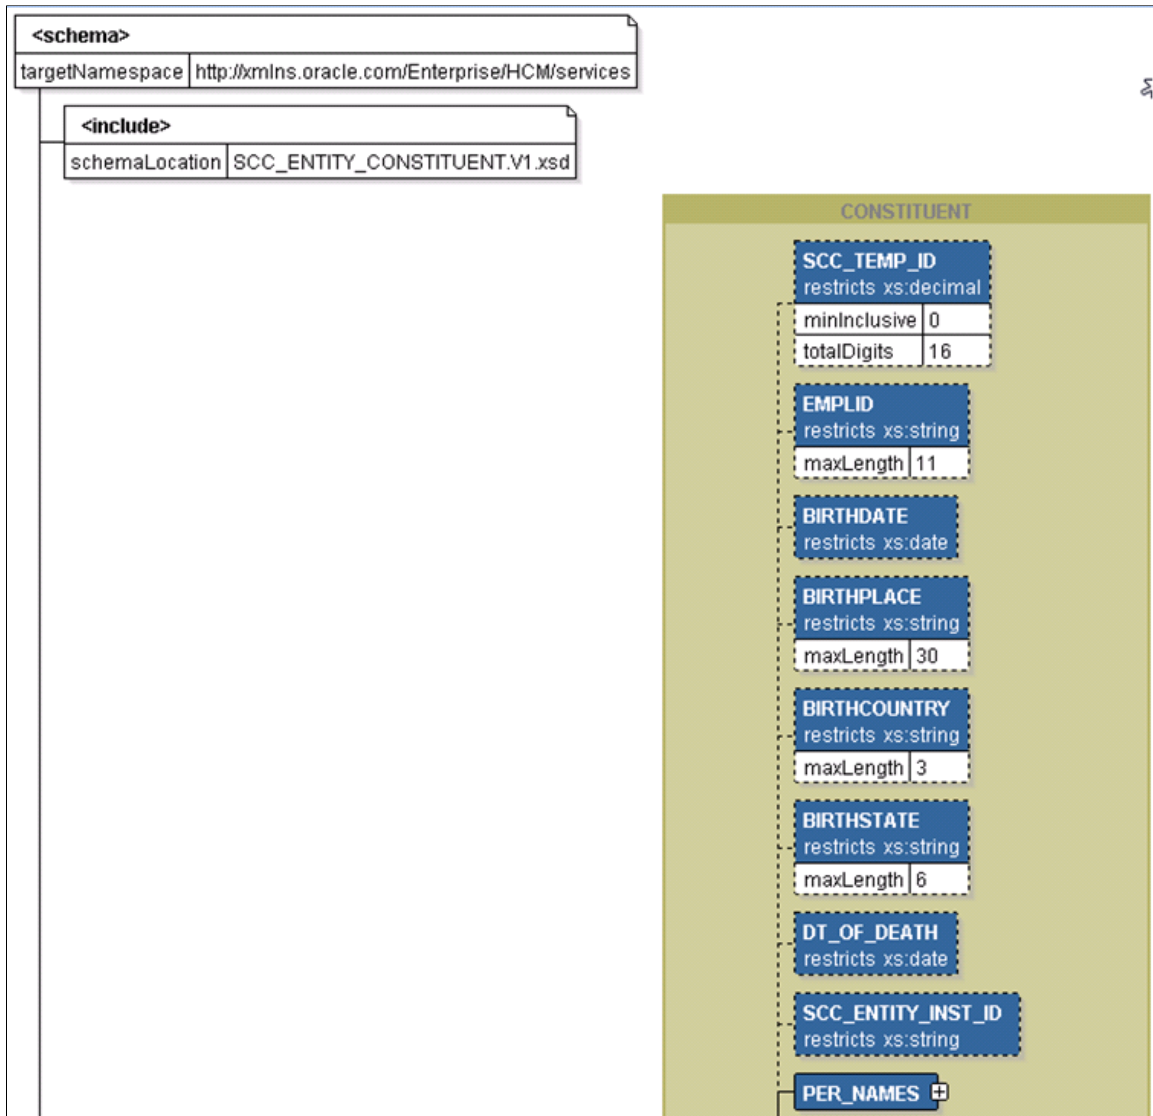 <schema>
targetNamespace http://xmlns.oracle.com/Enterprise/HCM/services
<include>
schemaLocation SCC_ENTITY_CONSTITUENT.V1.xsd
CONSTITUENT
SCC_TEMP_ID
restricts xs:decimal
minInclusive 0
totalDigits 16
EMPLID
restricts xs:string
maxLength 11
BIRTHDATE
restricts xs:date
BIRTHPLACE
restricts xs:string
maxLength 30
BIRTHCOUNTRY
restricts xs:string
maxLength 3
BIRTHSTATE
restricts xs:string
maxLength 6
DT_OF_DEATH
restricts xs:date
SCC_ENTITY_INST_ID
restricts xs:string
PER_NAMES